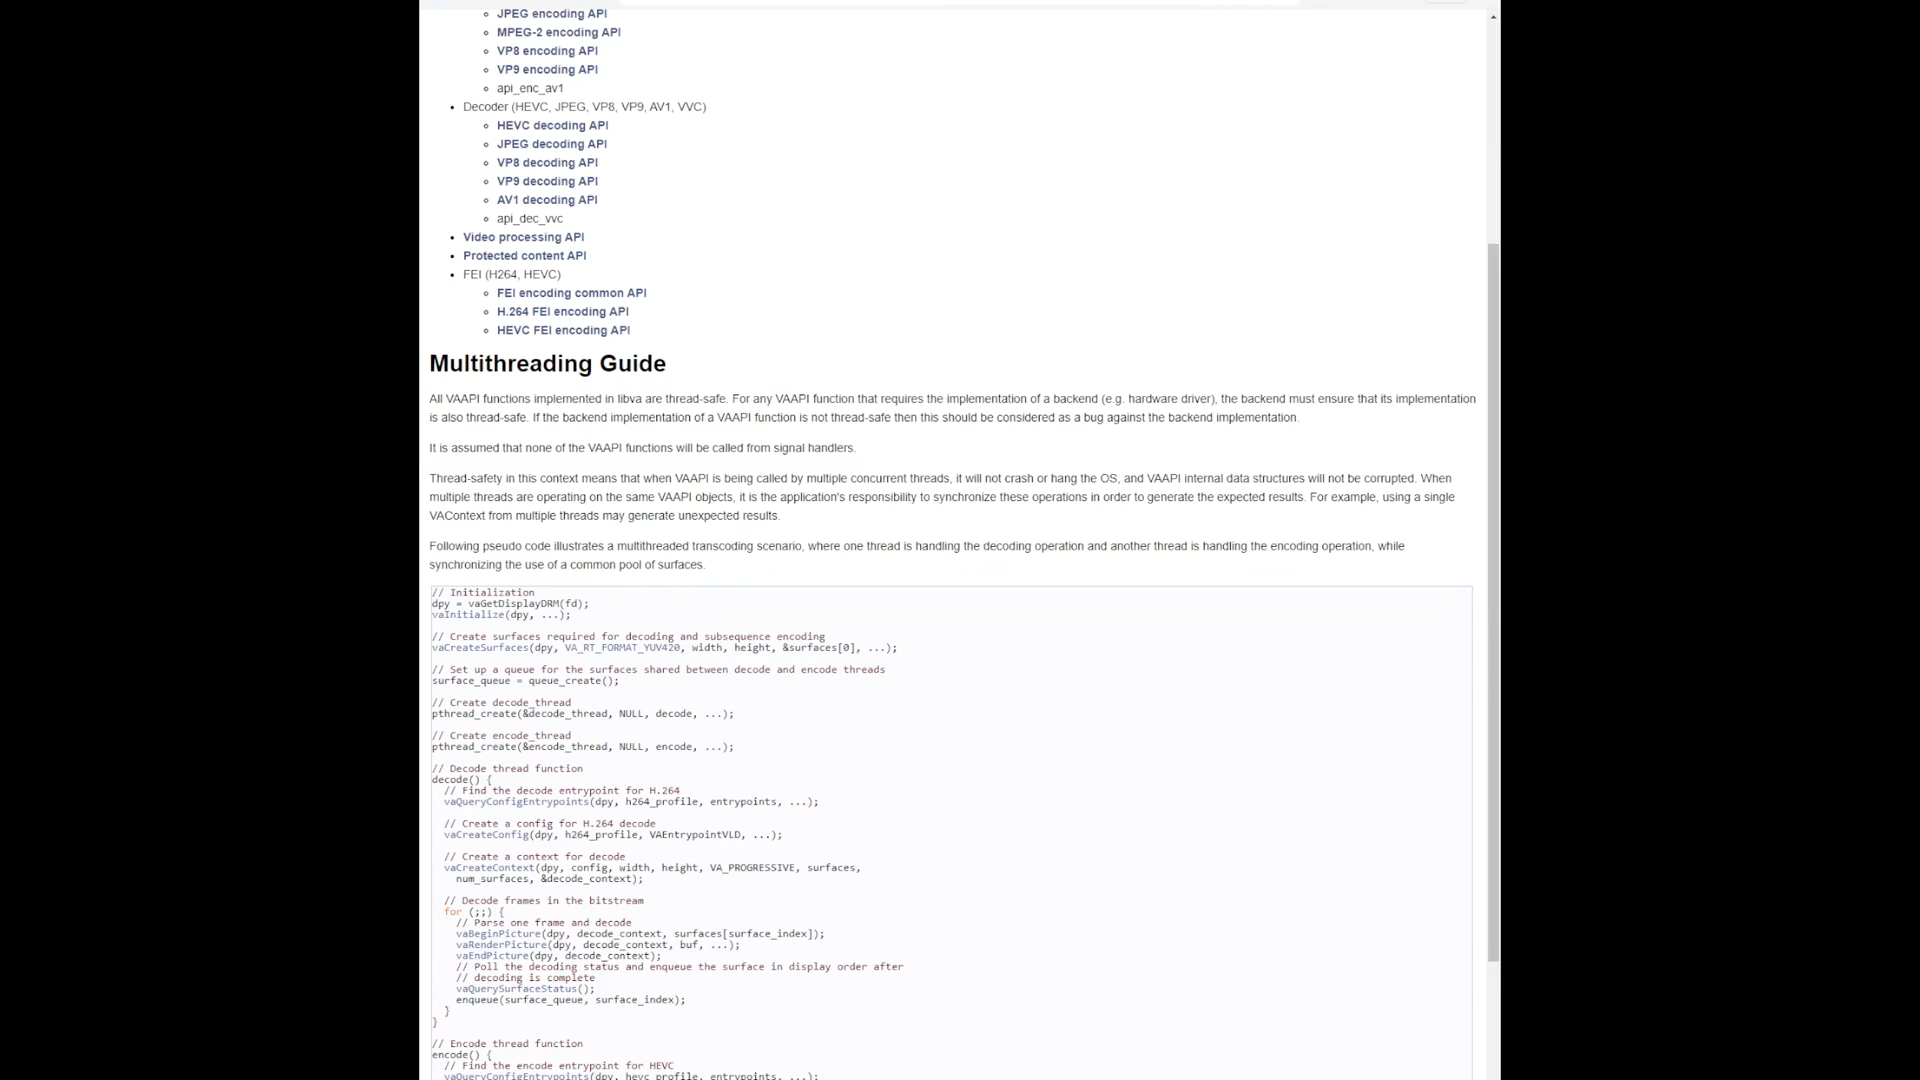 JPEG encoding API
MPEG-2 encoding API
VP8 encoding API
VP9 encoding API
api_enc_av1
Decoder (HEVC, JPEG, VP8, VP9, AV1, VVC)
HEVC decoding API
JPEG decoding API
VP8 decoding API
VP9 decoding API
AV1 decoding API
api_dec_vvc
Video processing API
Protected content API
FEI (H264, HEVC)
FEI encoding common API
H.264 FEI encoding API
HEVC FEI encoding API
Multithreading Guide
All VAAPI functions implemented in libva are thread-safe. For any VAAPI function that requires the implementation of a backend (e.g. hardware driver), the backend must ensure that its implementation
is also thread-safe. If the backend implementation of a VAAPI function is not thread-safe then this should be considered as a bug against the backend implementation.
It is assumed that none of the VAAPI functions will be called from signal handlers.
Thread-safety in this context means that when VAAPI is being called by multiple concurrent threads, it will not crash or hang the OS, and VAAPI internal data structures will not be corrupted. When
multiple threads are operating on the same VAAPI objects, it is the application's responsibility to synchronize these operations in order to generate the expected results. For example, using a single
VAContext from multiple threads may generate unexpected results.
Following pseudo code illustrates a multithreaded transcoding scenario, where one thread is handling the decoding operation and another thread is handling the encoding operation, while
synchronizing the use of a common pool of surfaces.
// Initialization
dpy = vaGetDisplayDRM(fd);
vaInitialize(dpy, ...);
// Create surfaces required for decoding and subsequence encoding
vaCreateSurfaces(dpy, VA_RT_FORMAT_YUV420, width, height, &surfaces[0], ...);
// Set up a queue for the surfaces shared between decode and encode threads
surface_queue = queue_create();
// Create decode_thread
pthread_create(&decode_thread, NULL, decode, ...);
// Create encode_thread
pthread_create(&encode_thread, NULL, encode, ...);
// Decode thread function
decode() {
// Find the decode entrypoint for H.264
vaQueryConfigEntrypoints(dpy, h264_profile, entrypoints, ...);
// Create a config for H.264 decode
vaCreateConfig(dpy, h264_profile, VAEntrypointVLD, ...);
// Create a context for decode
vaCreateContext(dpy, config, width, height, VA_PROGRESSIVE, surfaces,
num_surfaces, &decode_context);
// Decode frames in the bitstream
for (;;) {
// Parse one frame and decode
vaBeginPicture(dpy, decode_context, surfaces[surface_index]);
vaRenderPicture(dpy, decode_context, buf, ...);
vaEndPicture(dpy, decode_context);
// Poll the decoding status and enqueue the surface in display order after
// decoding is complete
vaQuerySurfaceStatus();
enqueue(surface_queue, surface_index);
}
}
// Encode thread function
encode() {
// Find the encode entrypoint for HEVC
vaQueryConfigEntrypoints(dpy, hevc_profile, entrypoints, ...);